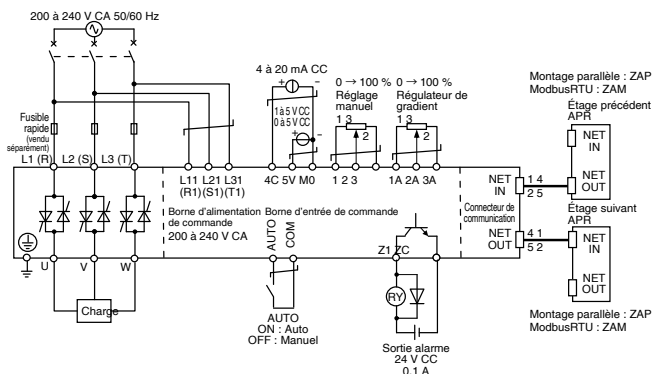 200 à 240 V CA 50/60 Hz
4 à 20 mA CC
1 à 5 V CC
0 à 5 V CC
0 → 100 %
Réglage
manuel
1 3
2
0 → 100 %
Régulateur de
gradient
1 3
2
Montage parallèle : ZAP
ModbusRTU : ZAM
Étage précédent
APR
NET
IN
NET
OUT
Fusible
rapide
(vendu
séparément)
L1 (R) L2 (S) L3 (T)
L11 L21 L31
(R1) (S1) (T1)
4C 5V M0
1 2 3
1A 2A 3A
Borne d'alimentation
de commande
200 à 240 V CA
Borne d'entrée de commande
AUTO
COM
Z1 ZC
Connecteur de
communication
NET
IN
1 4
2 5
NET
OUT
4 1
5 2
Étage suivant
APR
NET
IN
NET
OUT
Montage parallèle : ZAP
ModbusRTU : ZAM
U V W
Charge
AUTO
ON : Auto
OFF : Manuel
RY
Sortie alarme
24 V CC
0,1 A